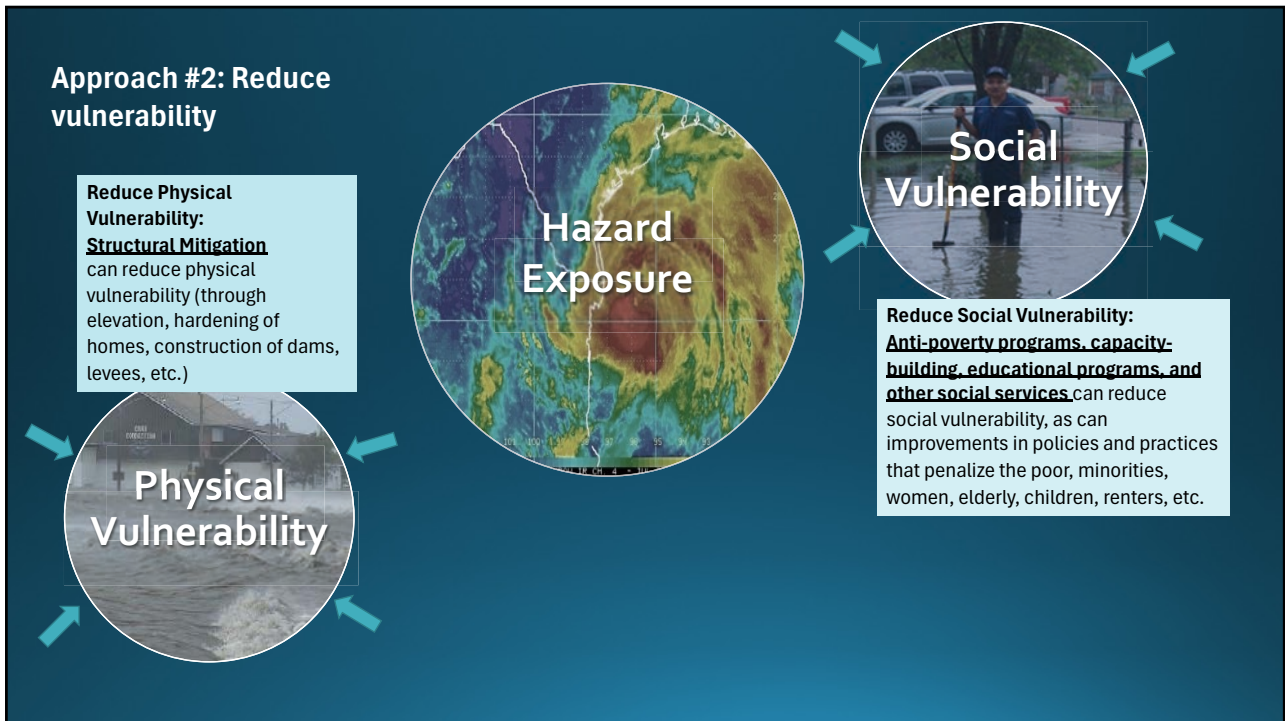 Approach #2: Reduce
vulnerability
Reduce Physical
Vulnerability:
Structural Mitigation
can reduce physical
vulnerability (through
elevation, hardening of
homes, construction of dams,
levees, etc.)
Physical
Vulnerability
Hazard
Exposure
Social
Vulnerability
Reduce Social Vulnerability:
Anti-poverty programs, capacity-
building, educational programs, and
other social services can reduce
social vulnerability, as can
improvements in policies and practices
that penalize the poor, minorities,
women, elderly, children, renters, etc.